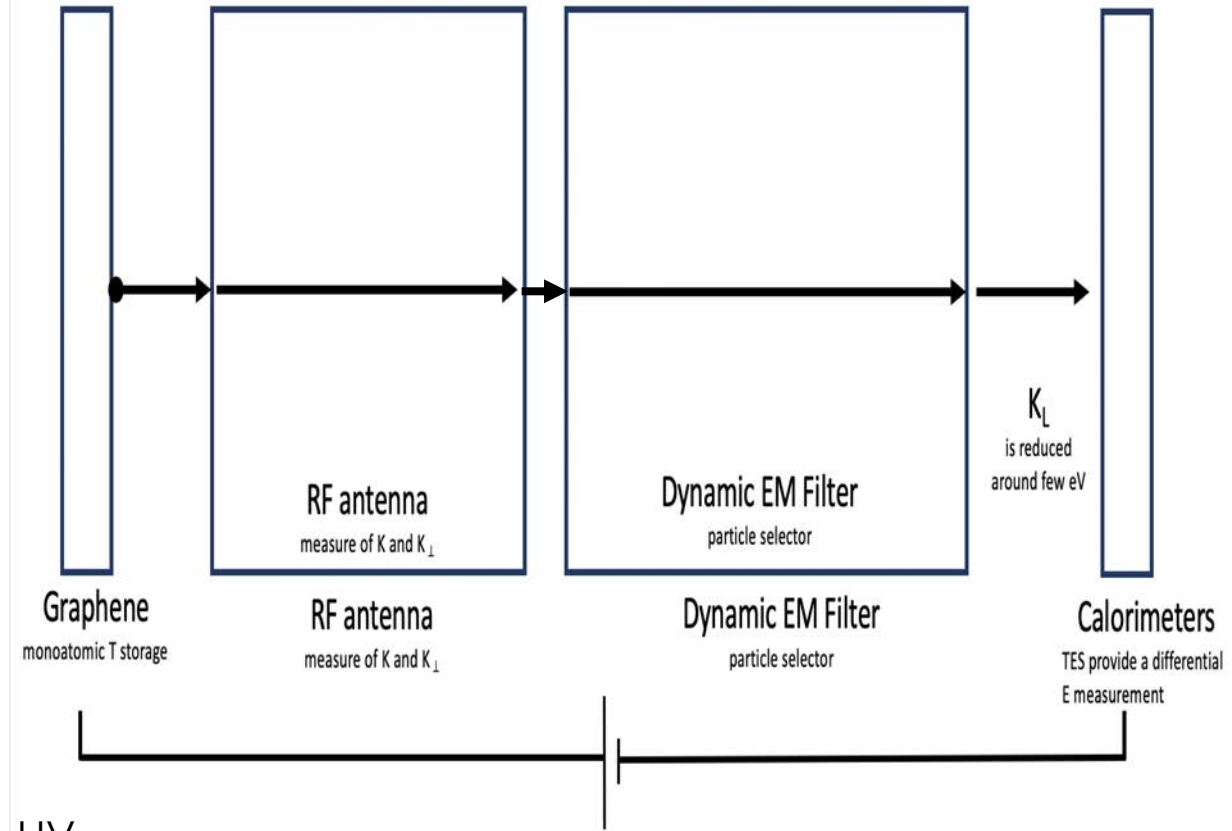 RF antenna
measure of K and K⊥
Dynamic EM Filter
particle selector
K_L
is reduced
around few eV
Graphene
monoatomic T storage
RF antenna
measure of K and K⊥
Dynamic EM Filter
particle selector
Calorimeters
TES provide a differential
E measurement
HV